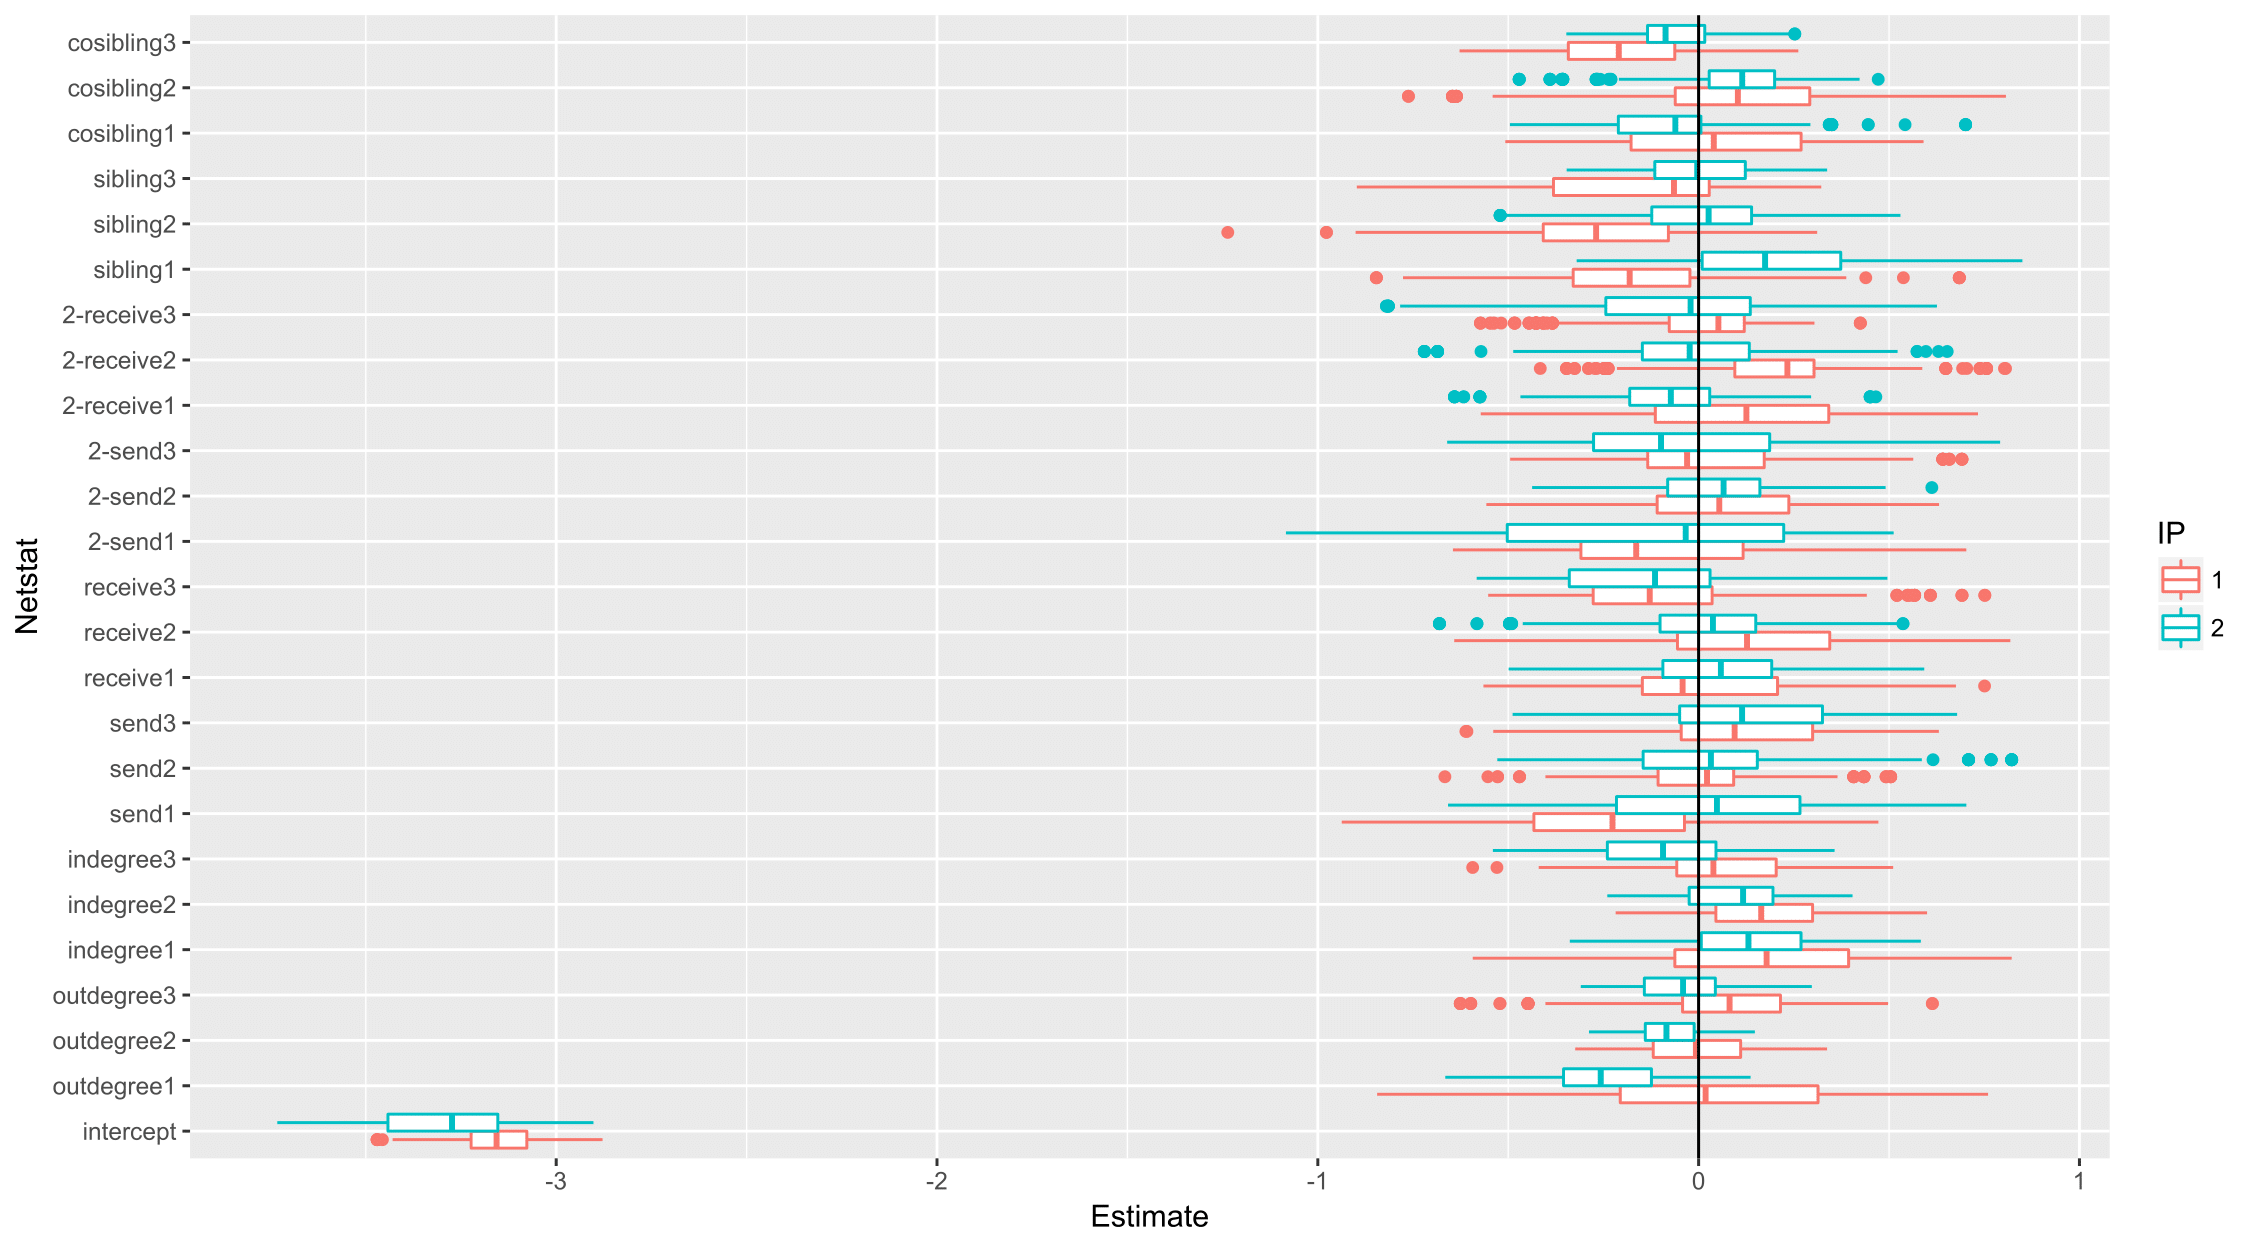 cosibling3
cosibling2
cosibling1
sibling3
sibling2
sibling1
2-receive3
2-receive2
2-receive1
2-send3
2-send2
2-send1
receive3
receive2
receive1
send3
send2
send1
indegree3
indegree2
indegree1
outdegree3
outdegree2
outdegree1
intercept
Netstat
-3 -2 -1 0 1
Estimate
IP
1
2